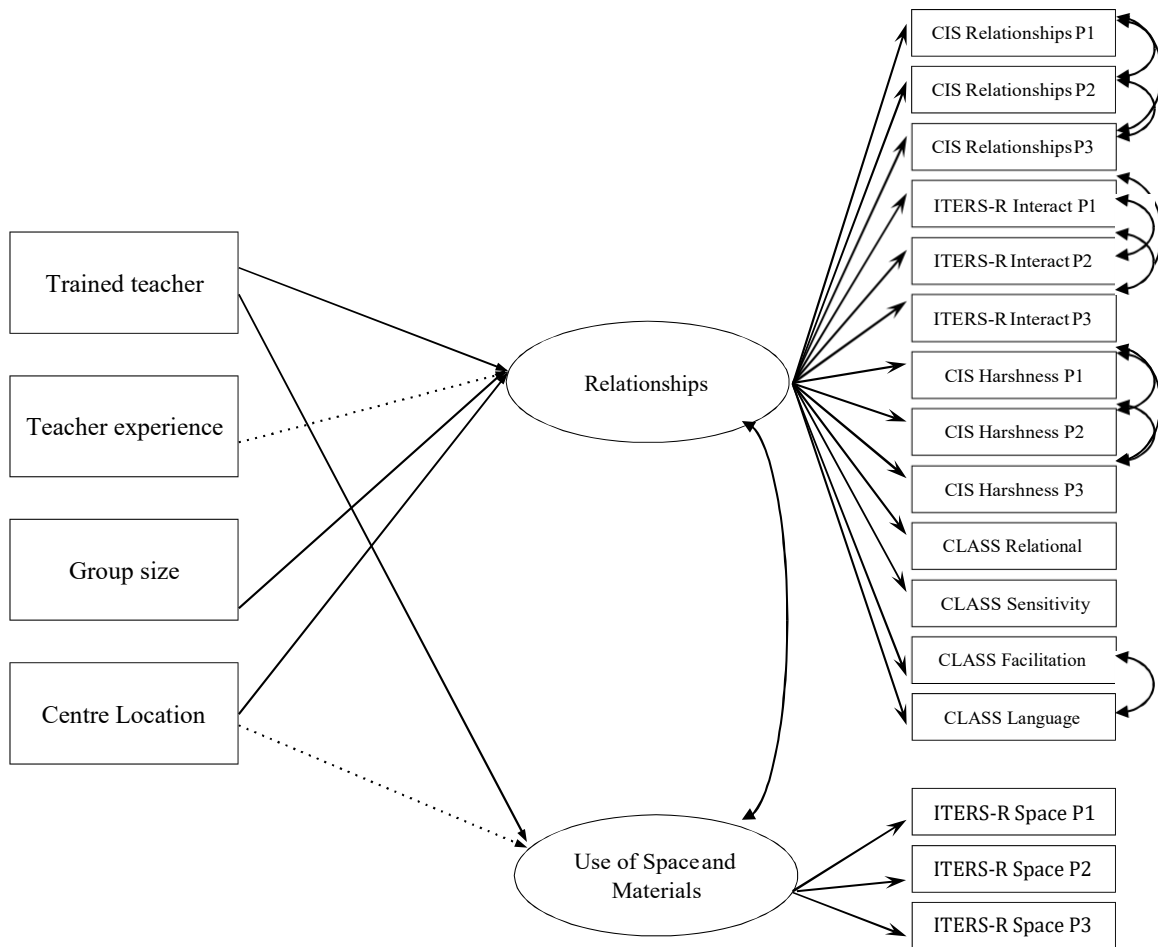 Trained teacher
Teacher experience
Group size
Centre Location
Relationships
Use of Space and
Materials
CIS Relationships P1
CIS Relationships P2
CIS Relationships P3
ITERS-R Interact P1
ITERS-R Interact P2
ITERS-R Interact P3
CIS Harshness P1
CIS Harshness P2
CIS Harshness P3
CLASS Relational
CLASS Sensitivity
CLASS Facilitation
CLASS Language
ITERS-R Space P1
ITERS-R Space P2
ITERS-R Space P3